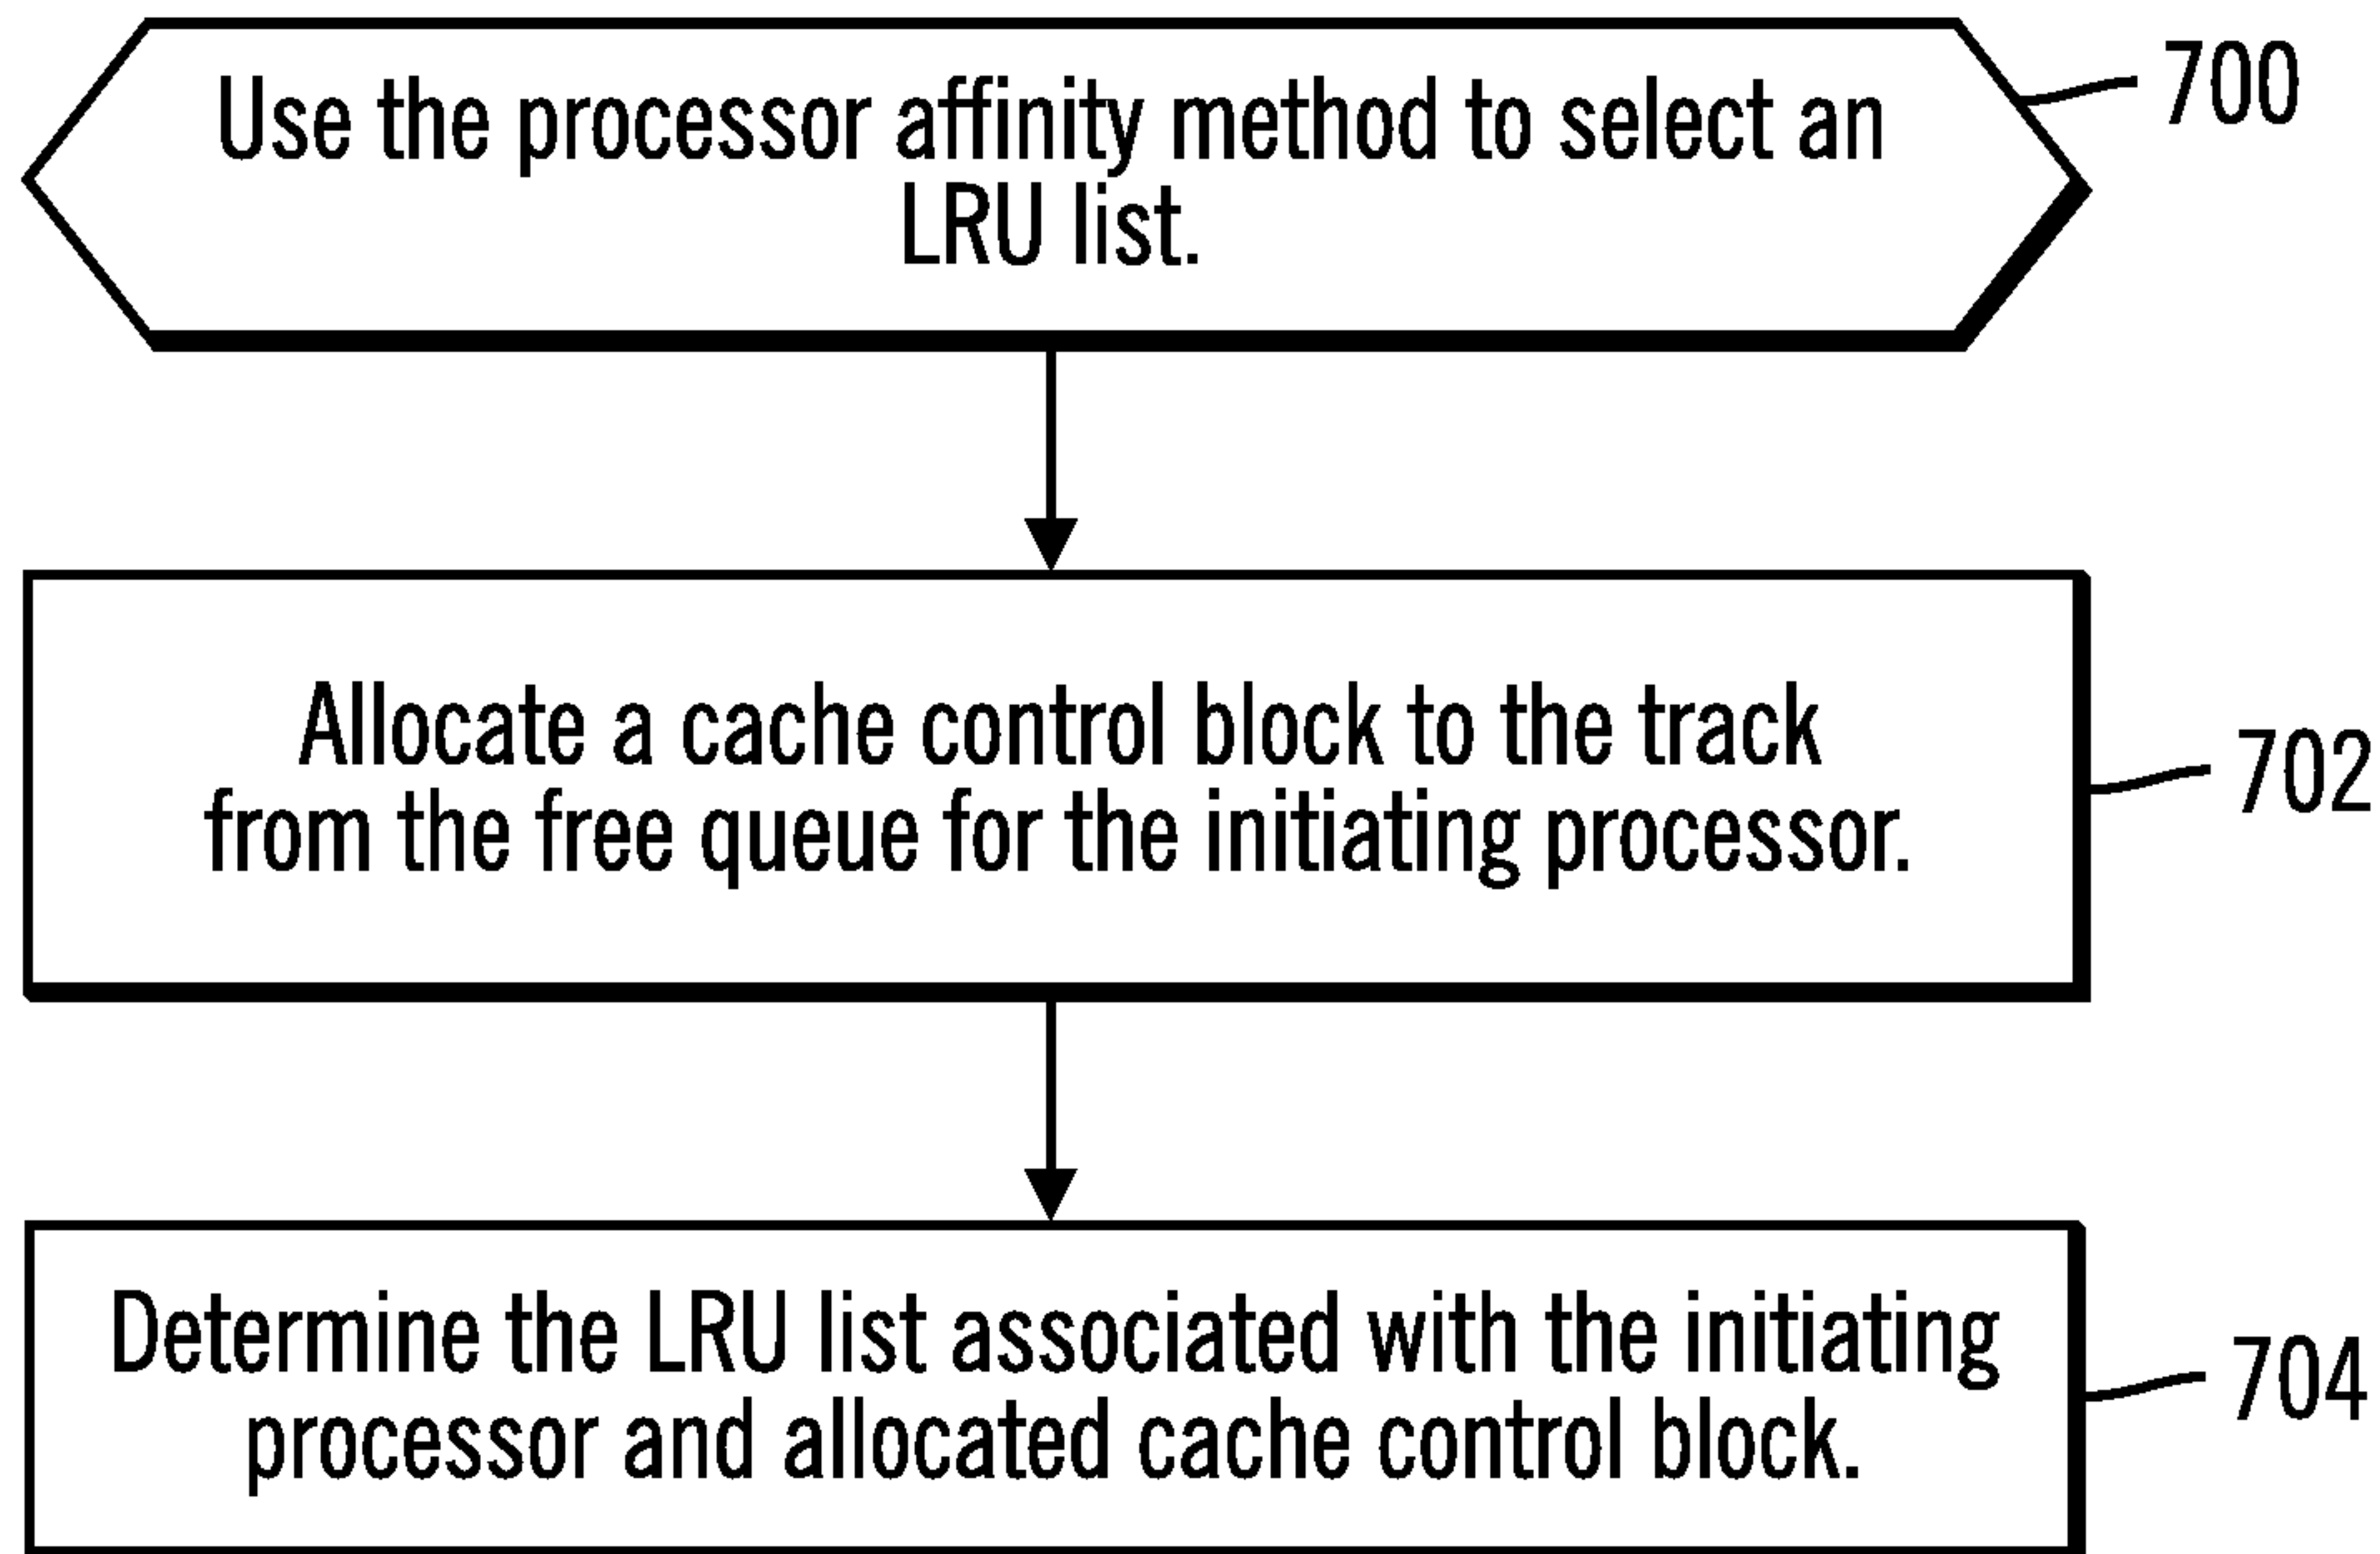 Use the processor affinity method to select an
LRU list.
700
Allocate a cache control block to the track
from the free queue for the initiating processor.
702
Determine the LRU list associated with the initiating
processor and allocated cache control block.
704